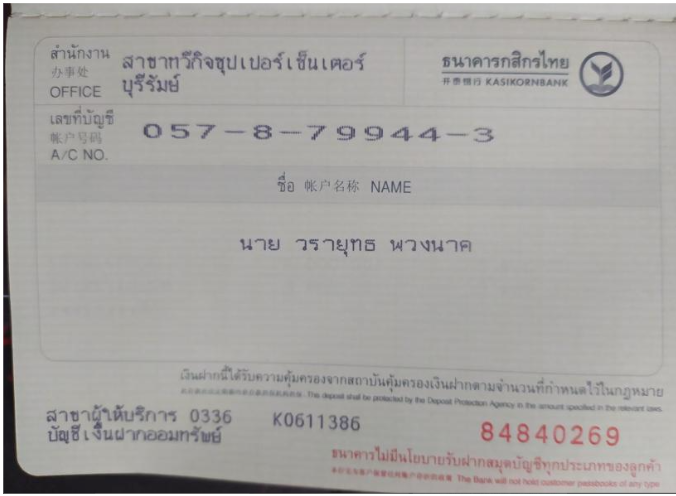 สำนักงาน
办事处
OFFICE
สาขาทวีกิจซุปเปอร์เซ็นเตอร์
บุรีรัมย์
ธนาคารกสิกรไทย
开泰银行 KASIKORNBANK
เลขที่บัญชี
帐户号码
A/C NO.
057-8-79944-3
ชื่อ 帐户名称 NAME
นาย วรายุทธ พวงนาค
เงินฝากนี้ได้รับความคุ้มครองจากสถาบันคุ้มครองเงินฝากตามจำนวนที่กำหนดไว้ในกฎหมาย
The deposit shall be protected by the Deposit Protection Agency in the amount specified in the relevant laws.
สาขาผู้ให้บริการ 0336 K0611386
บัญชีเงินฝากออมทรัพย์
84840269
ธนาคารไม่มีนโยบายรับฝากสมุดบัญชีทุกประเภทของลูกค้า
The Bank will not hold customer passbooks of any type